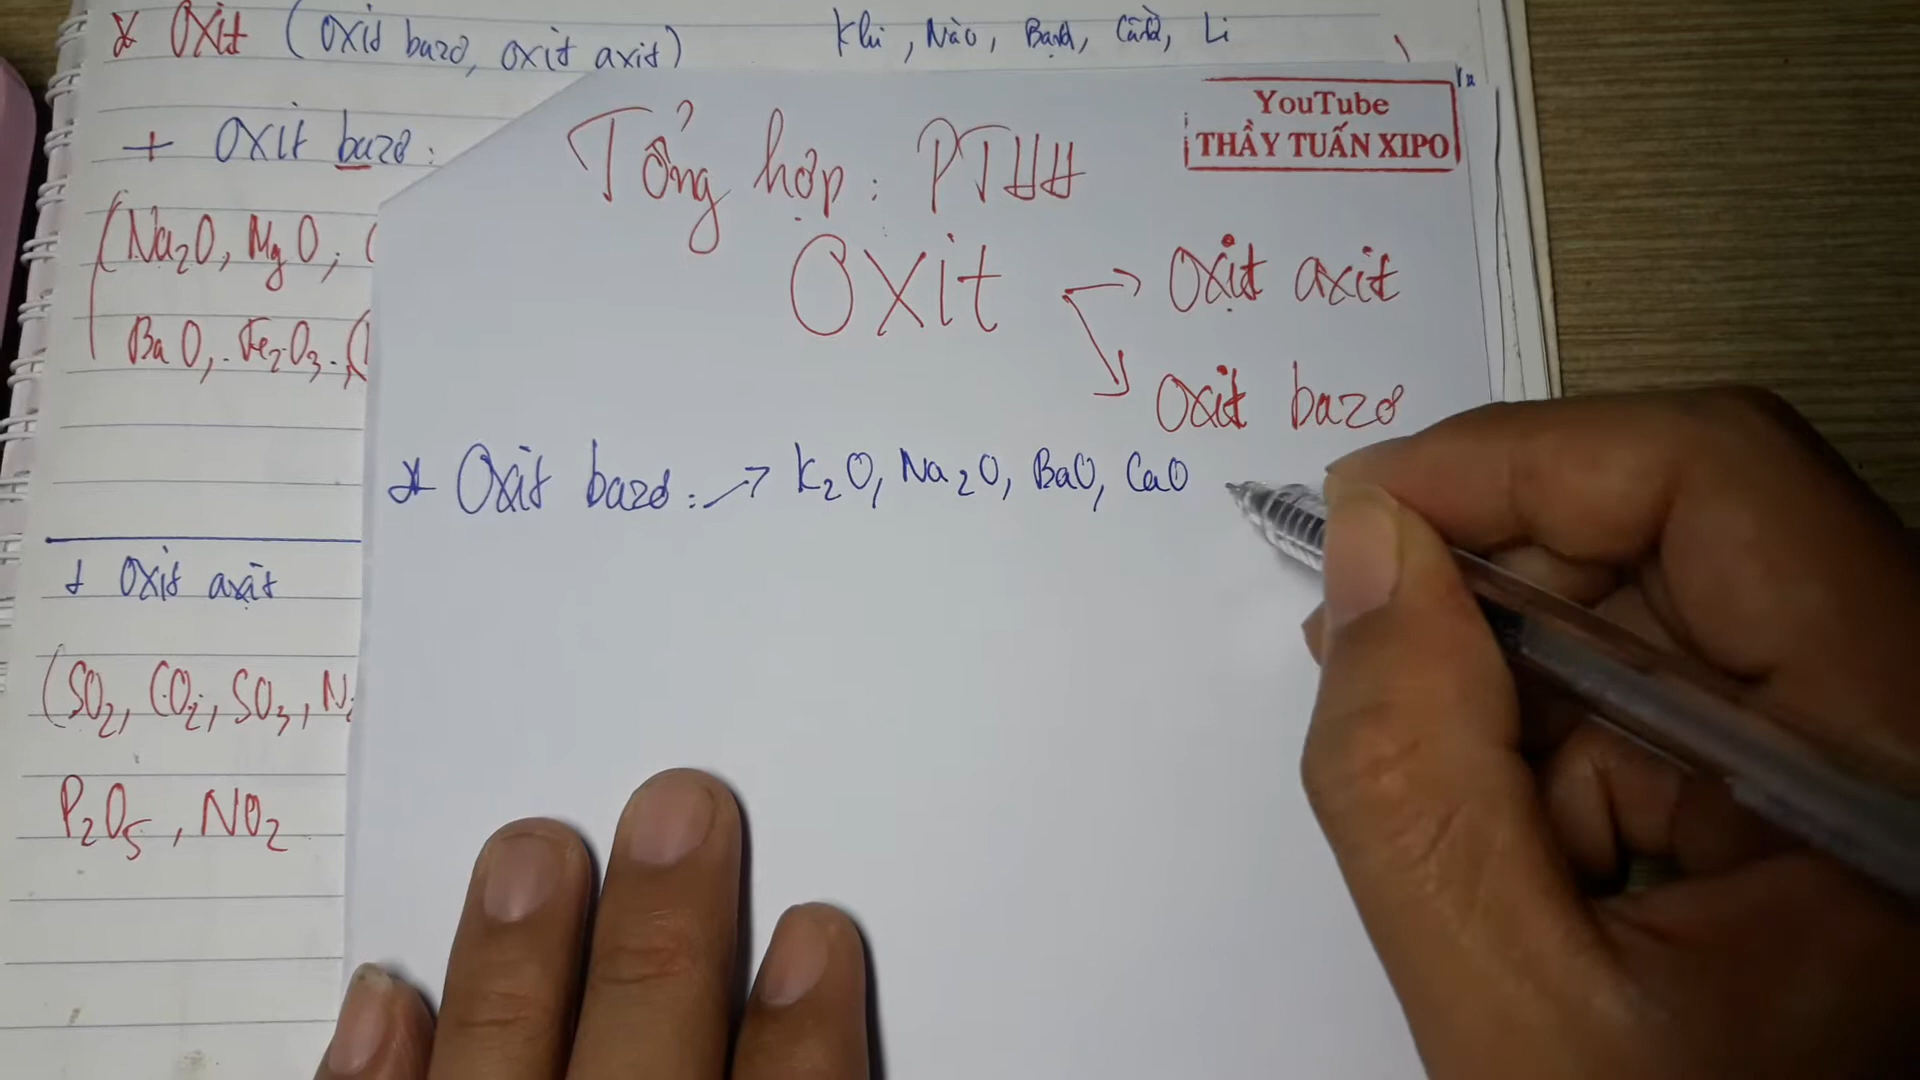 * Oxit (oxit bazơ, oxit axit)
Khi, Nào, Bạn, Cần, Li
+ Oxit bazơ:
(Na2O, MgO, (
BaO, Fe2O3, (
+ Oxit axit
(SO2, CO2, SO3, N2
P2O5, NO2
YouTube
THẦY TUẤN XIPO
Tổng hợp: PTHH
Oxit → Oxit axit
→ Oxit bazơ
* Oxit bazơ: → K2O, Na2O, BaO, CaO